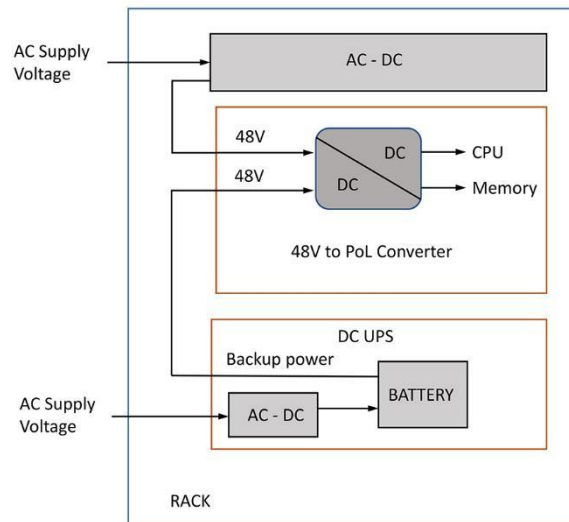 AC Supply
Voltage
AC - DC
48V
48V
DC
DC
CPU
Memory
48V to PoL Converter
DC UPS
Backup power
BATTERY
AC Supply
Voltage
AC - DC
RACK